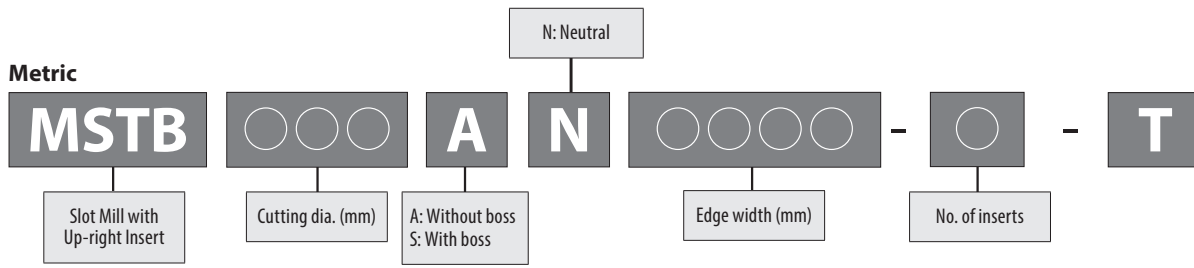 N: Neutral
Metric
MSTB ○○○ A N ○○○○ - ○ - T
Slot Mill with
Up-right Insert
Cutting dia. (mm)
A: Without boss
S: With boss
Edge width (mm)
No. of inserts